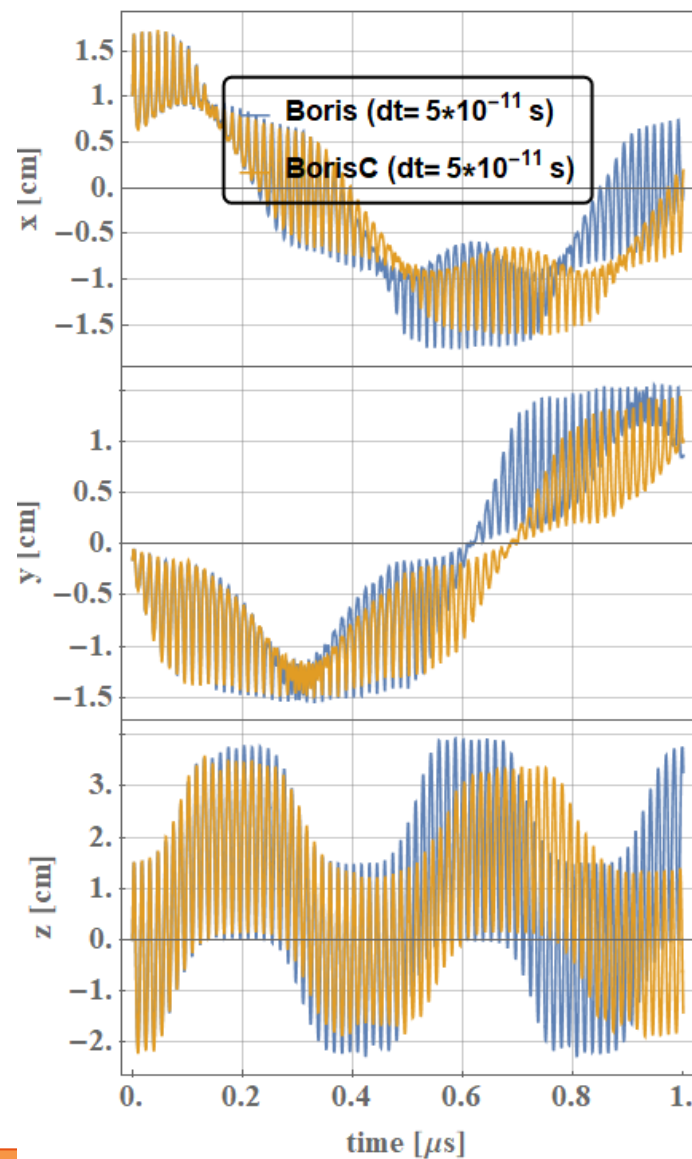 1.5
1.
0.5
0.
−0.5
−1.
−1.5
x [cm]
Boris (dt= 5*10⁻¹¹ s)
BorisC (dt= 5*10⁻¹¹ s)
1.
0.5
0.
−0.5
−1.
−1.5
y [cm]
3.
2.
1.
0.
−1.
−2.
z [cm]
0. 0.2 0.4 0.6 0.8 1.
time [μs]